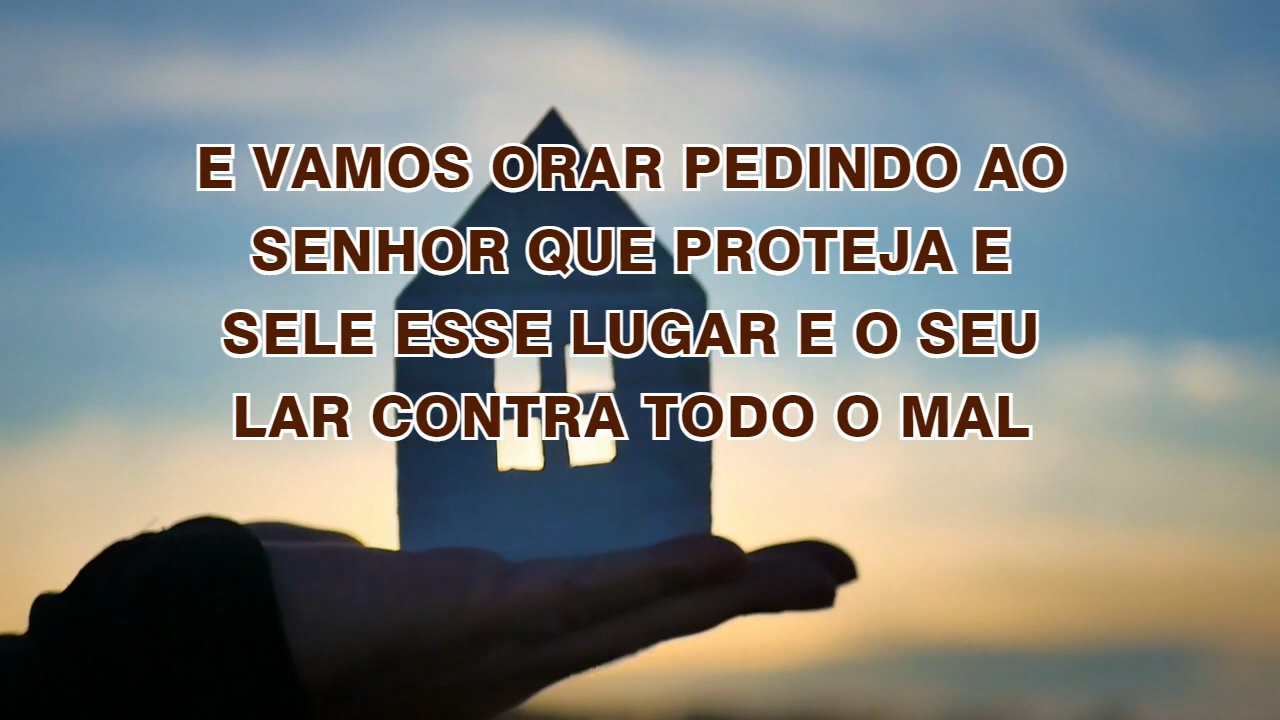 E VAMOS ORAR PEDINDO AO
SENHOR QUE PROTEJA E
SELE ESSE LUGAR E O SEU
LAR CONTRA TODO O MAL